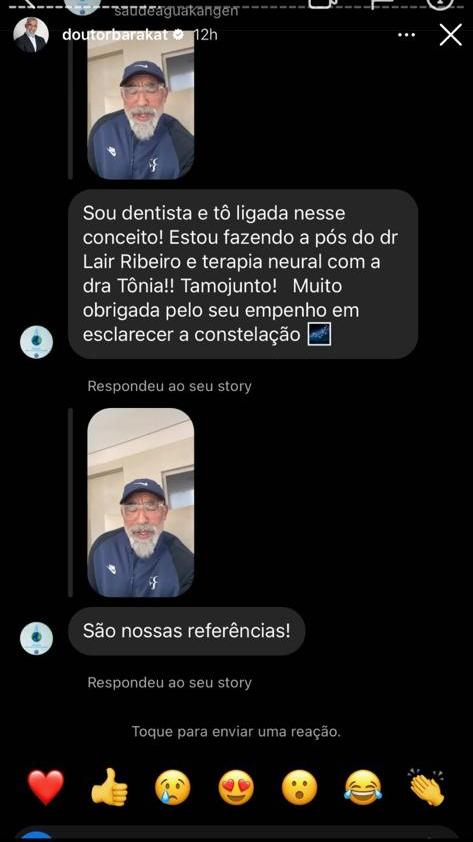 saudeaguakangen
doutorbarakat 12h
Sou dentista e tô ligada nesse
conceito! Estou fazendo a pós do dr
Lair Ribeiro e terapia neural com a
dra Tônia!! Tamojunto! Muito
obrigada pelo seu empenho em
esclarecer a constelação 🌌
Respondeu ao seu story
São nossas referências!
Respondeu ao seu story
Toque para enviar uma reação.